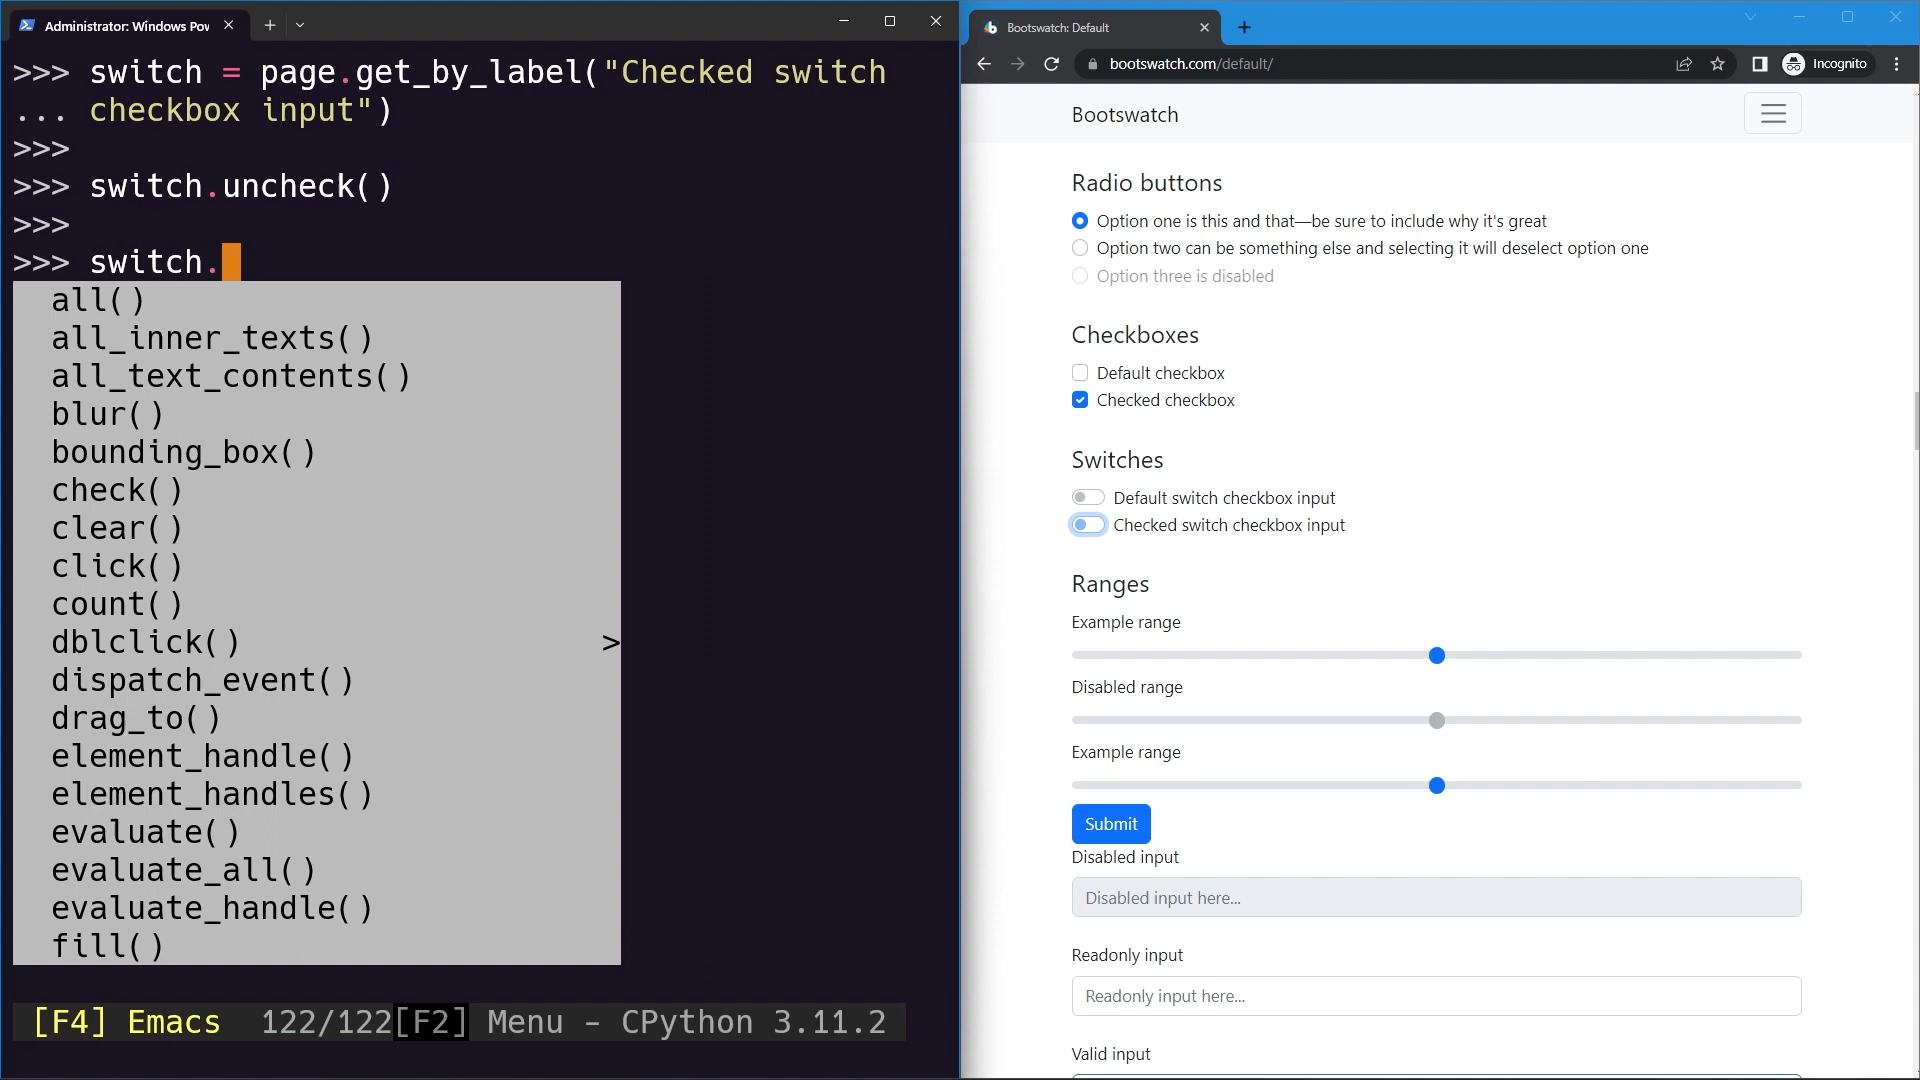 Administrator: Windows Pow
>>> switch = page.get_by_label("Checked switch
... checkbox input")
>>>
>>> switch.uncheck()
>>>
>>> switch.
all()
all_inner_texts()
all_text_contents()
blur()
bounding_box()
check()
clear()
click()
count()
dblclick() >
dispatch_event()
drag_to()
element_handle()
element_handles()
evaluate()
evaluate_all()
evaluate_handle()
fill()
[F4] Emacs 122/122[F2] Menu - CPython 3.11.2
Bootswatch: Default
bootswatch.com/default/
Incognito
Bootswatch
Radio buttons
Option one is this and that—be sure to include why it's great
Option two can be something else and selecting it will deselect option one
Option three is disabled
Checkboxes
Default checkbox
Checked checkbox
Switches
Default switch checkbox input
Checked switch checkbox input
Ranges
Example range
Disabled range
Example range
Submit
Disabled input
Disabled input here...
Readonly input
Readonly input here...
Valid input